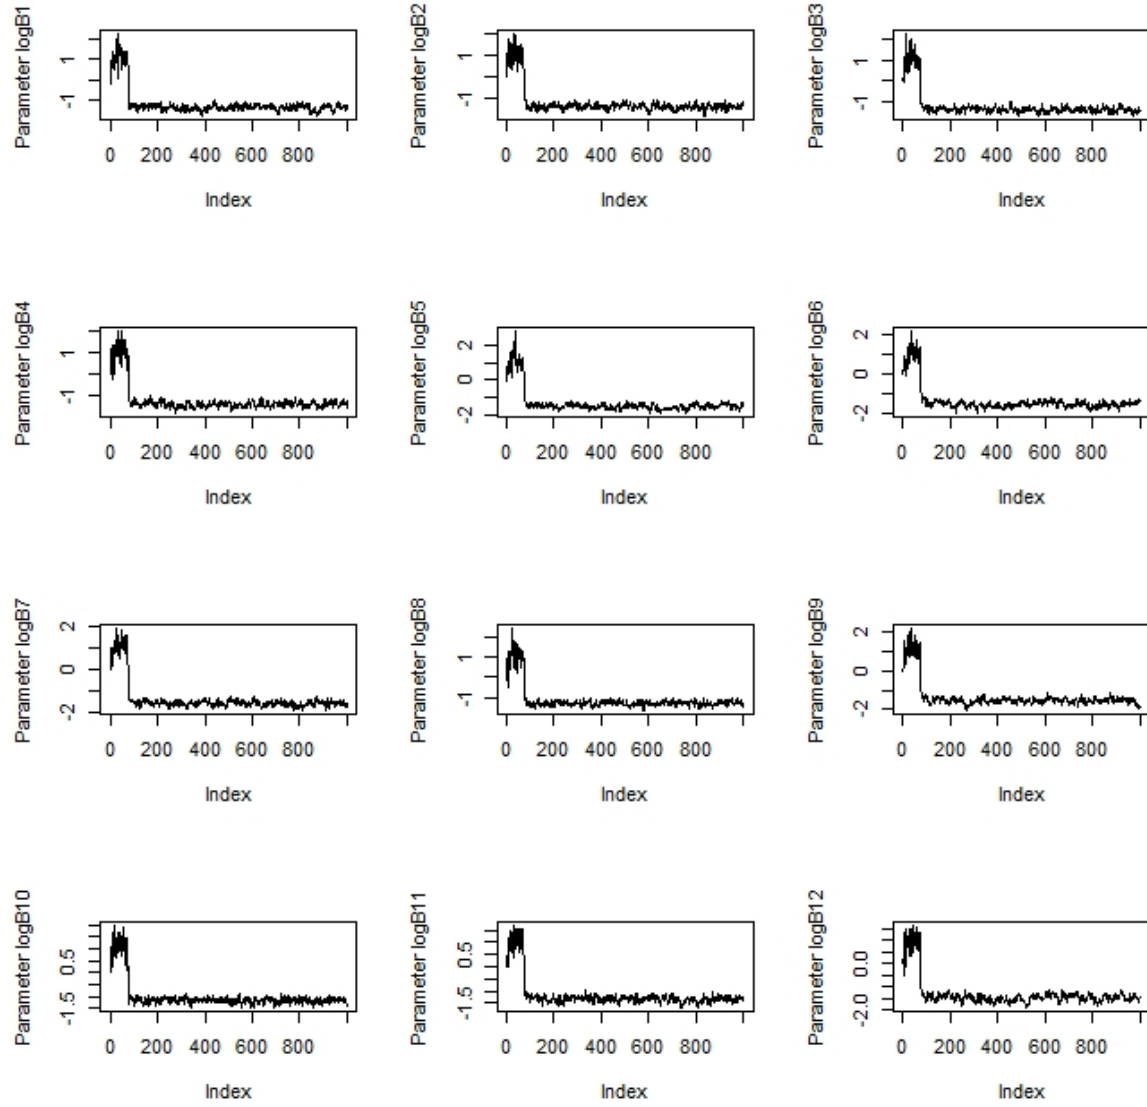 Parameter logB1
1
-1
0 200 400 600 800
Index
Parameter logB2
1
-1
0 200 400 600 800
Index
Parameter logB3
1
-1
0 200 400 600 800
Index
Parameter logB4
1
-1
0 200 400 600 800
Index
Parameter logB5
2
0
-2
0 200 400 600 800
Index
Parameter logB6
2
0
-2
0 200 400 600 800
Index
Parameter logB7
2
0
-2
0 200 400 600 800
Index
Parameter logB8
1
-1
0 200 400 600 800
Index
Parameter logB9
2
0
-2
0 200 400 600 800
Index
Parameter logB10
0.5
-1.5
0 200 400 600 800
Index
Parameter logB11
0.5
-1.5
0 200 400 600 800
Index
Parameter logB12
0.0
-2.0
0 200 400 600 800
Index